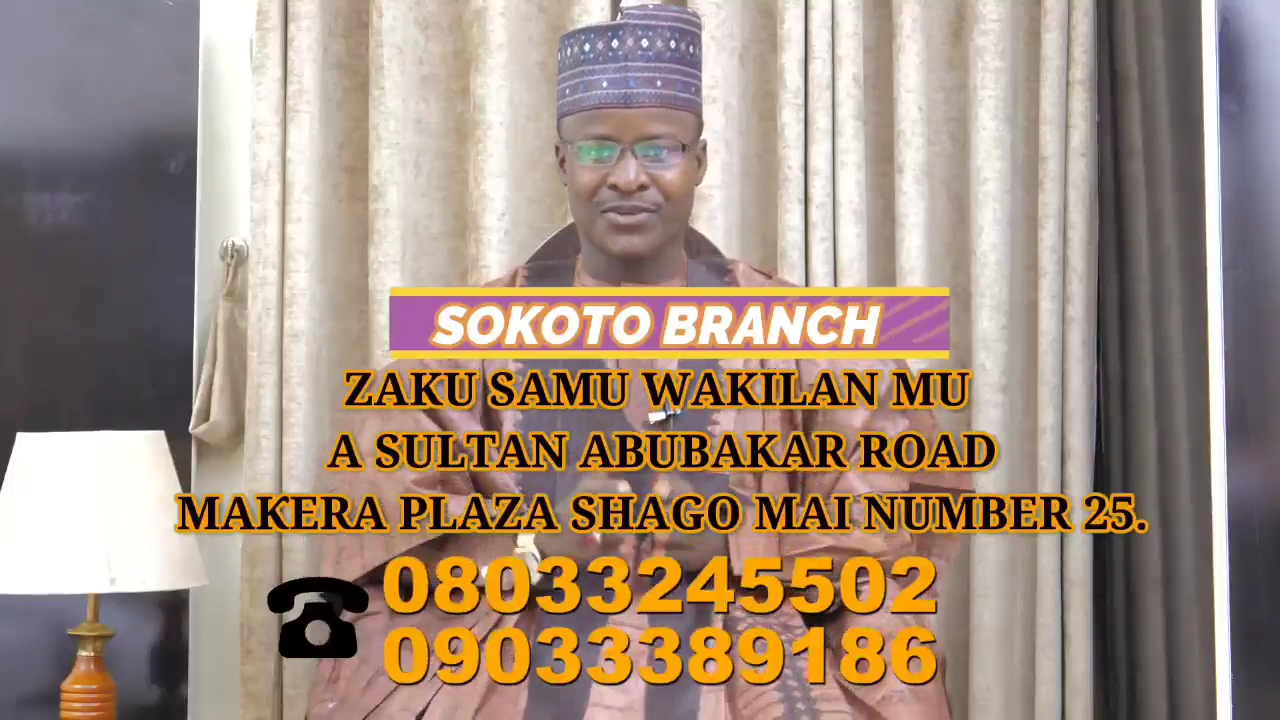 SOKOTO BRANCH
ZAKU SAMU WAKILAN MU
A SULTAN ABUBAKAR ROAD
MAKERA PLAZA SHAGO MAI NUMBER 25.
08033245502
09033389186